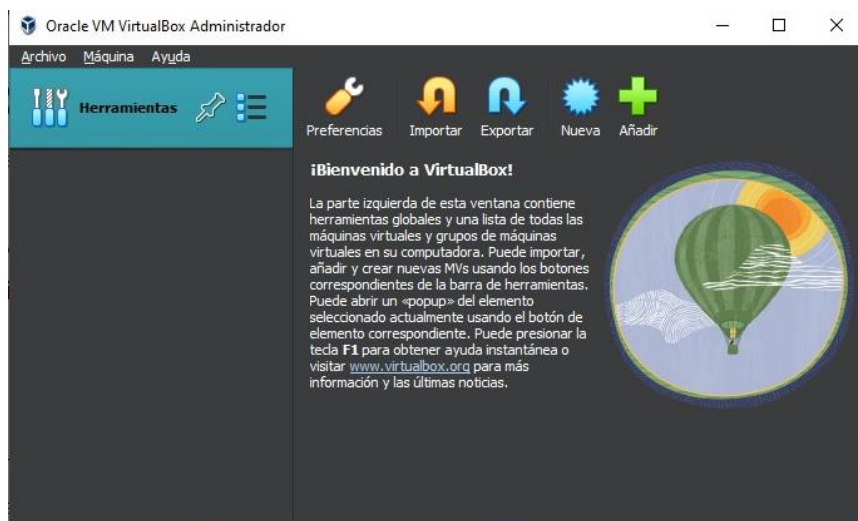 Oracle VM VirtualBox Administrador
Archivo Máquina Ayuda
Herramientas
Preferencias Importar Exportar Nueva Añadir
¡Bienvenido a VirtualBox!
La parte izquierda de esta ventana contiene
herramientas globales y una lista de todas las
máquinas virtuales y grupos de máquinas
virtuales en su computadora. Puede importar,
añadir y crear nuevas MVs usando los botones
correspondientes de la barra de herramientas.
Puede abrir un «popup» del elemento
seleccionado actualmente usando el botón de
elemento correspondiente. Puede presionar la
tecla F1 para obtener ayuda instantánea o
visitar www.virtualbox.org para más
información y las últimas noticias.